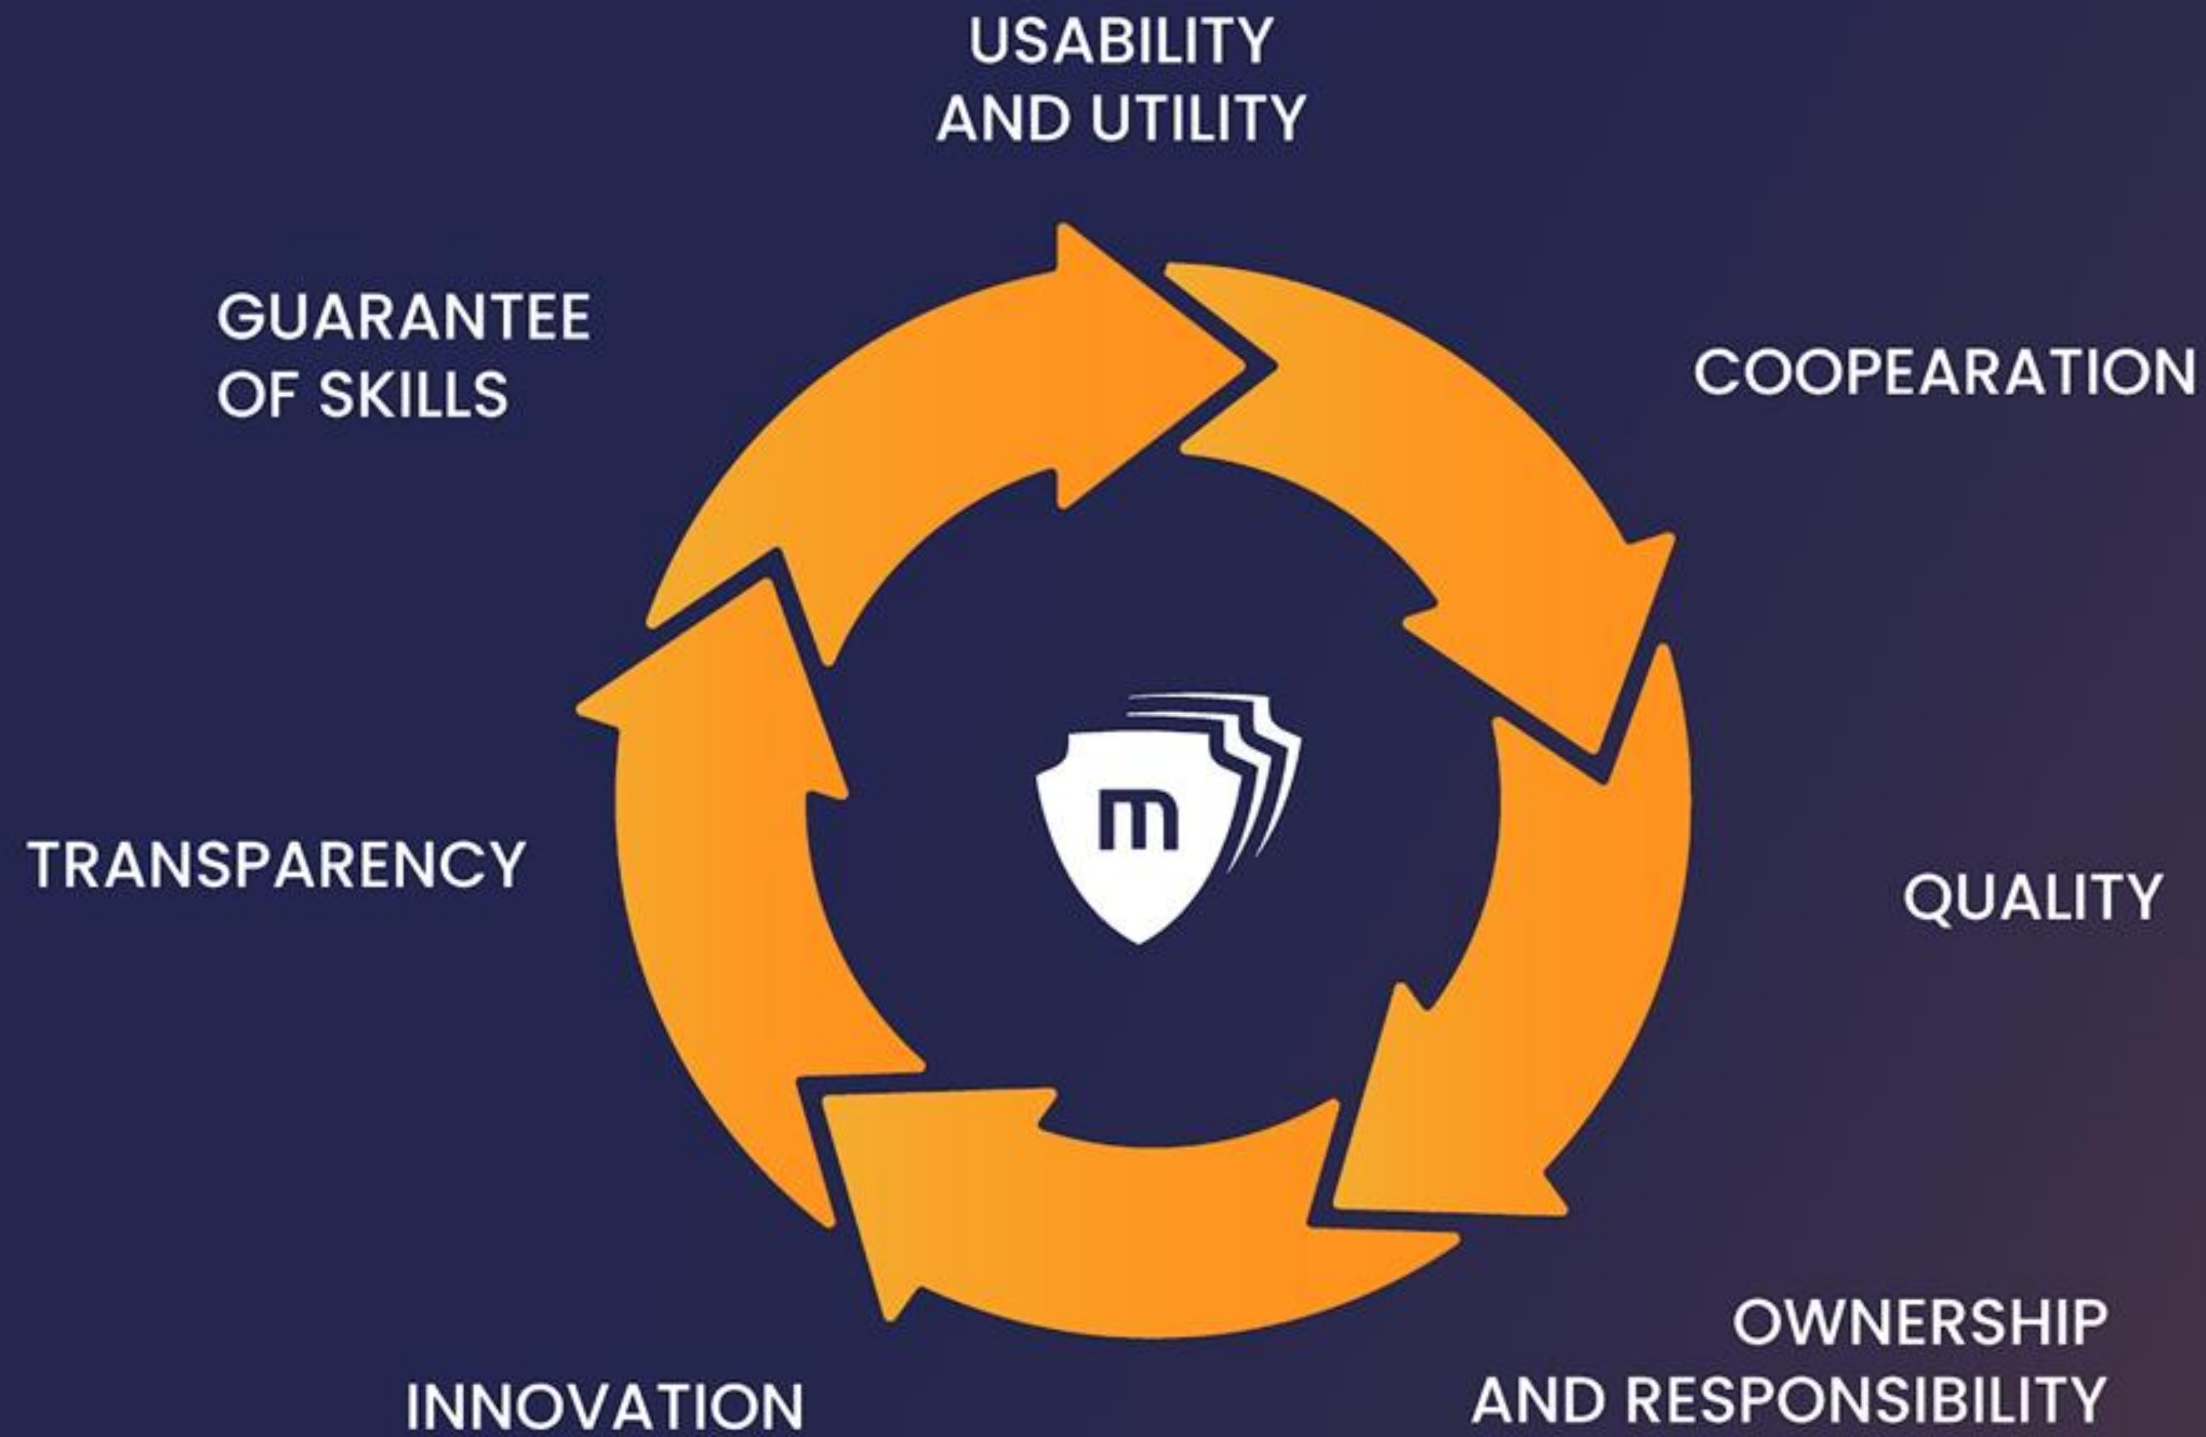 USABILITY
AND UTILITY
GUARANTEE
OF SKILLS
COOPEARATION
m
TRANSPARENCY
QUALITY
OWNERSHIP
AND RESPONSIBILITY
INNOVATION